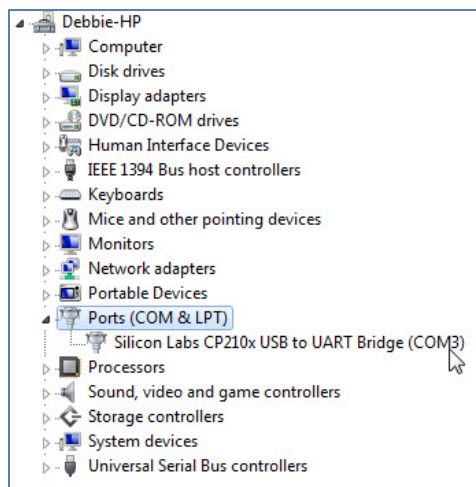 Debbie-HP
Computer
Disk drives
Display adapters
DVD/CD-ROM drives
Human Interface Devices
IEEE 1394 Bus host controllers
Keyboards
Mice and other pointing devices
Monitors
Network adapters
Portable Devices
Ports (COM & LPT)
Silicon Labs CP210x USB to UART Bridge (COM3)
Processors
Sound, video and game controllers
Storage controllers
System devices
Universal Serial Bus controllers